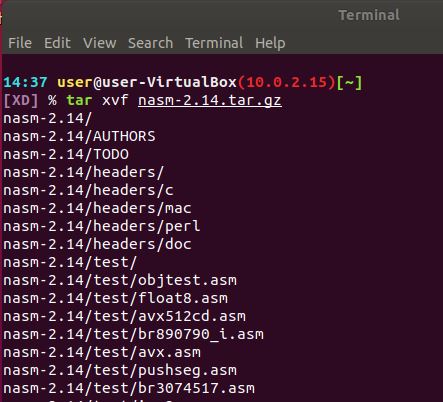 Terminal
File Edit View Search Terminal Help
14:37 user@user-VirtualBox(10.0.2.15)[~]
[XD] % tar xvf nasm-2.14.tar.gz
nasm-2.14/
nasm-2.14/AUTHORS
nasm-2.14/TODO
nasm-2.14/headers/
nasm-2.14/headers/c
nasm-2.14/headers/mac
nasm-2.14/headers/perl
nasm-2.14/headers/doc
nasm-2.14/test/
nasm-2.14/test/objtest.asm
nasm-2.14/test/float8.asm
nasm-2.14/test/avx512cd.asm
nasm-2.14/test/br890790_i.asm
nasm-2.14/test/avx.asm
nasm-2.14/test/pushseg.asm
nasm-2.14/test/br3074517.asm